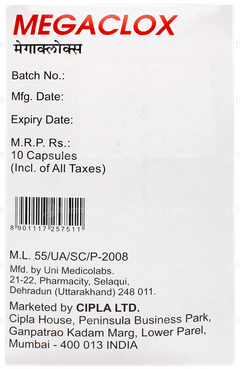 MEGACLOX
मेगाक्लोक्स
Batch No.:
Mfg. Date:
Expiry Date:
M.R.P. Rs.:
10 Capsules
(Incl. of All Taxes)
8 901117 257511
M.L. 55/UA/SC/P-2008
Mfd. by Uni Medicolabs.
21-22, Pharmacity, Selaqui,
Dehradun (Uttarakhand) 248 011.
Marketed by CIPLA LTD.
Cipla House, Peninsula Business Park,
Ganpatrao Kadam Marg, Lower Parel,
Mumbai - 400 013 INDIA